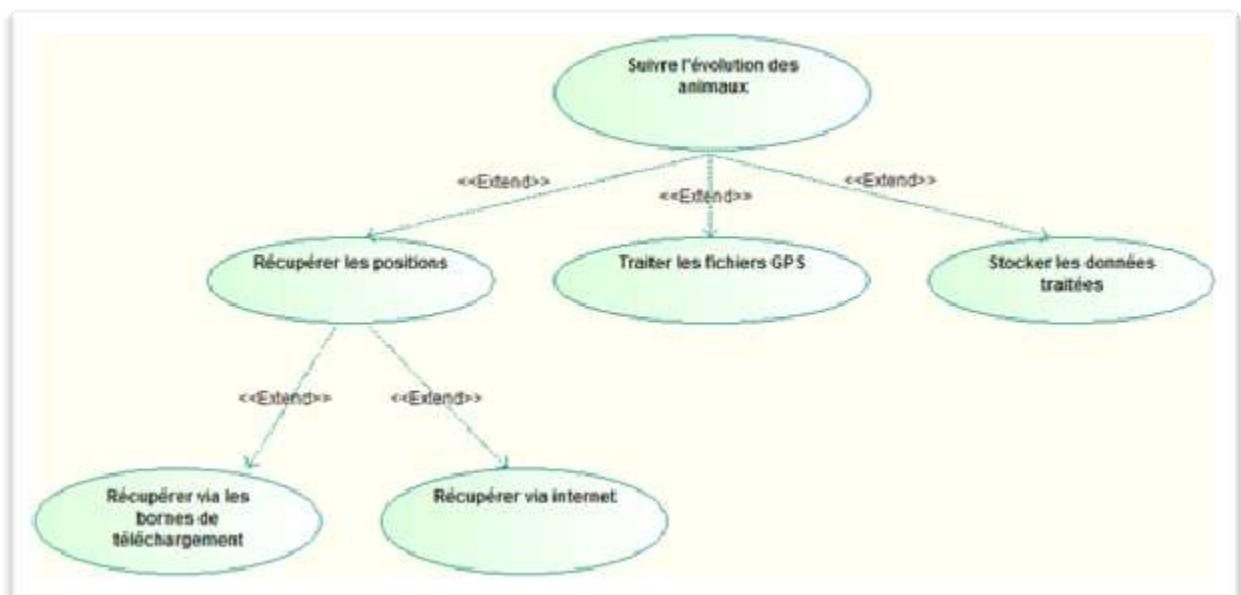 Suivre l'évolution des
animaux
<<Extend>>
<<Extend>>
<<Extend>>
Récupérer les positions
Traiter les fichiers GPS
Stocker les données
traitées
<<Extend>>
<<Extend>>
Récupérer via les
bornes de
téléchargement
Récupérer via internet